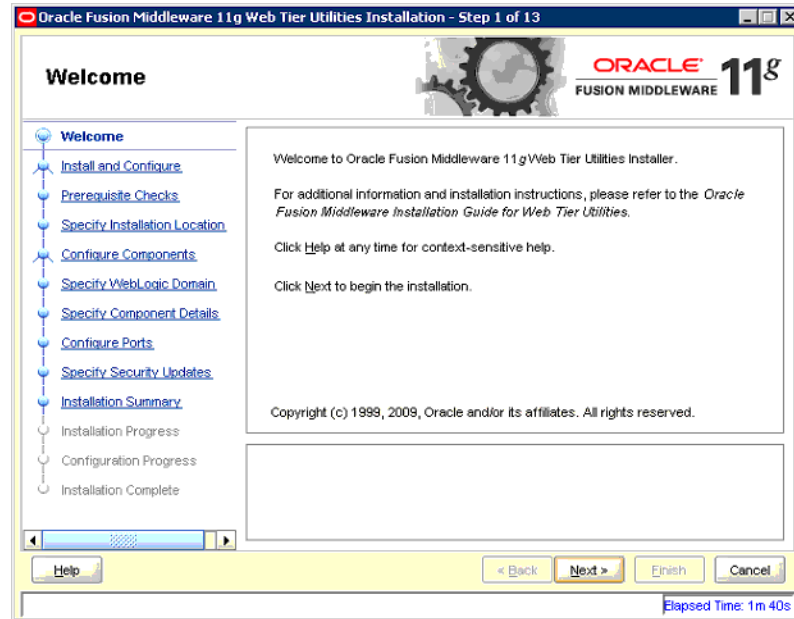 Oracle Fusion Middleware 11g Web Tier Utilities Installation - Step 1 of 13
Welcome
ORACLE
FUSION MIDDLEWARE
11g
Welcome
Install and Configure
Prerequisite Checks
Specify Installation Location
Configure Components
Specify WebLogic Domain
Specify Component Details
Configure Ports
Specify Security Updates
Installation Summary
Installation Progress
Configuration Progress
Installation Complete
Welcome to Oracle Fusion Middleware 11g Web Tier Utilities Installer.
For additional information and installation instructions, please refer to the Oracle
Fusion Middleware Installation Guide for Web Tier Utilities.
Click Help at any time for context-sensitive help.
Click Next to begin the installation.
Copyright (c) 1999, 2009, Oracle and/or its affiliates. All rights reserved.
Help
< Back
Next >
Finish
Cancel
Elapsed Time: 1m 40s